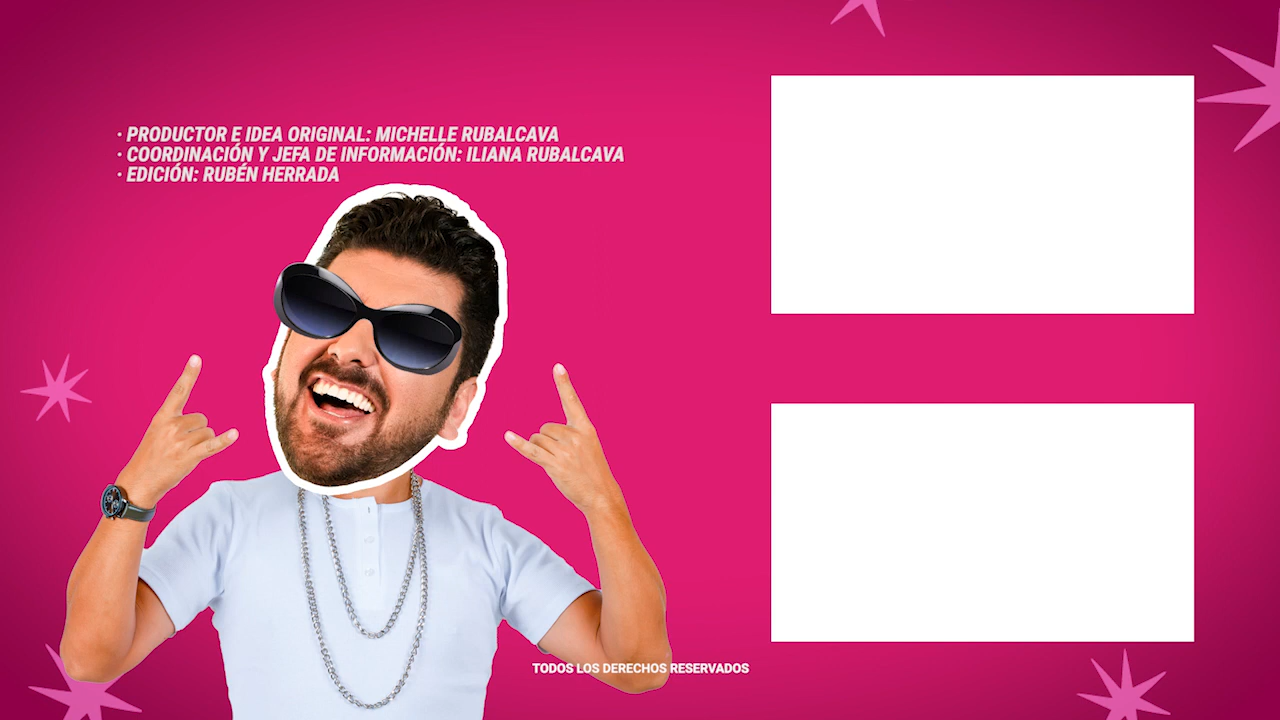 · PRODUCTOR E IDEA ORIGINAL: MICHELLE RUBALCAVA
· COORDINACIÓN Y JEFA DE INFORMACIÓN: ILIANA RUBALCAVA
· EDICIÓN: RUBÉN HERRADA
TODOS LOS DERECHOS RESERVADOS